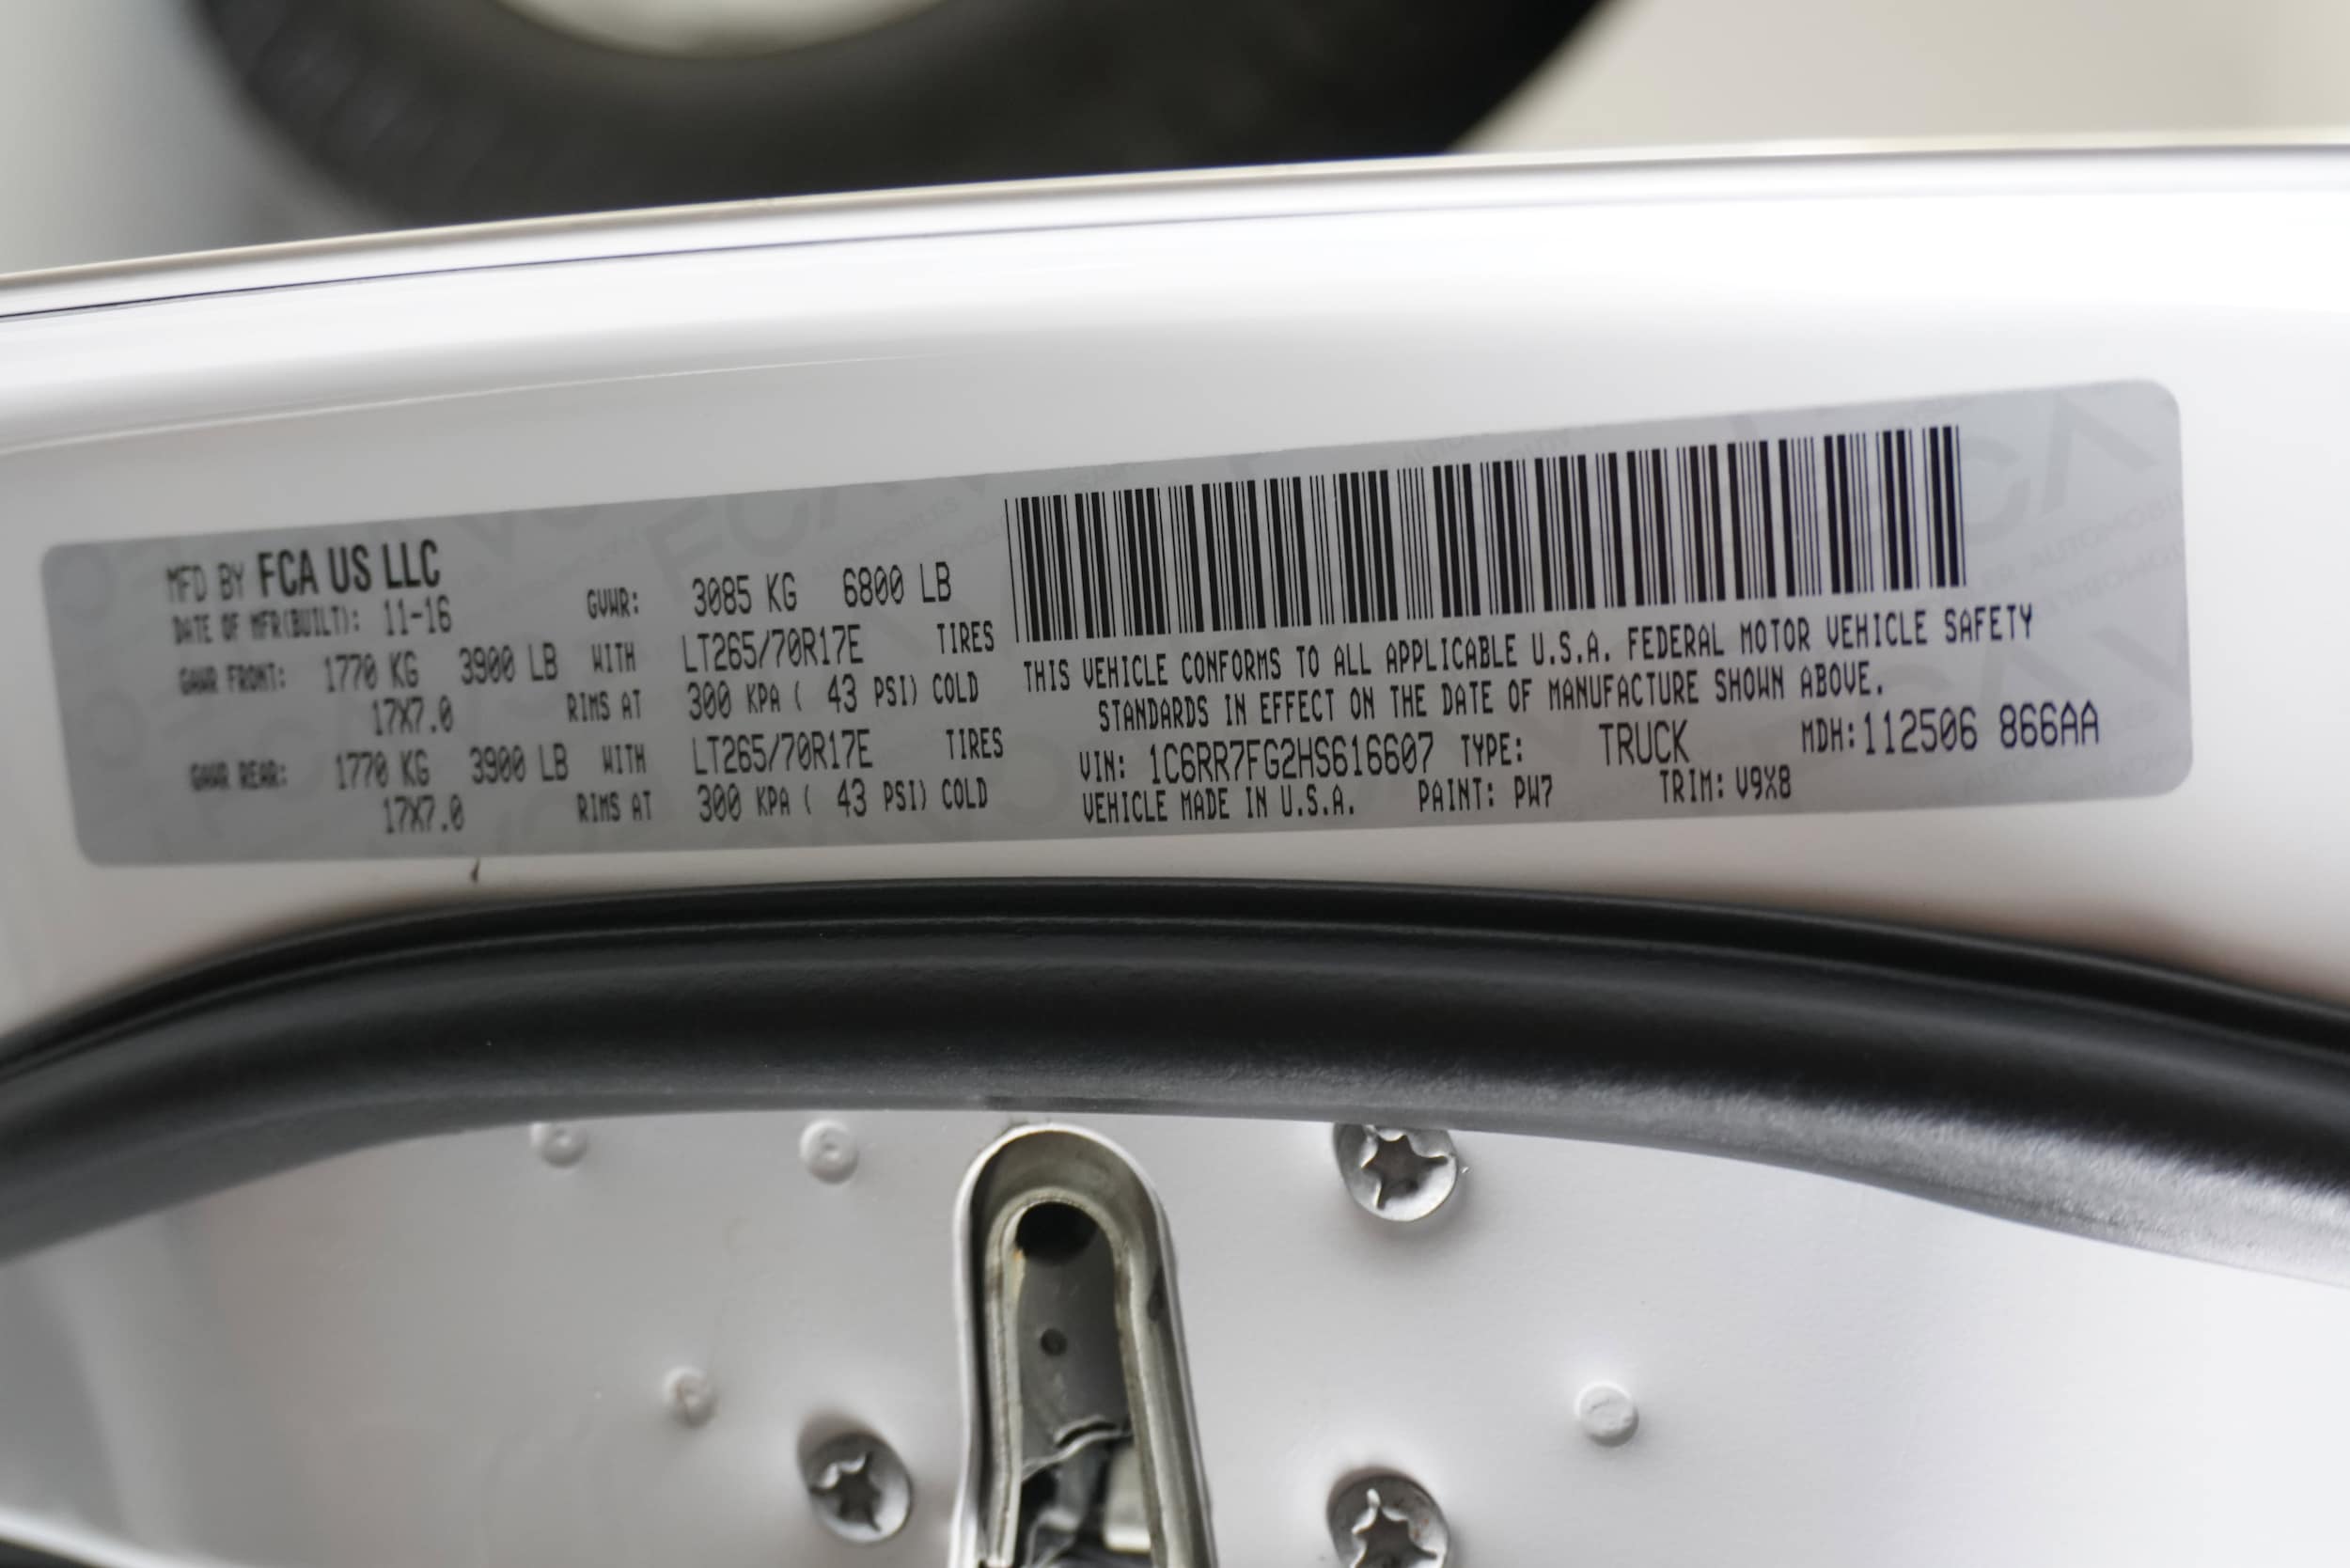 MFD BY FCA US LLC
DATE OF MFR(BUILT): 11-16 GVWR: 3085 KG 6800 LB
GAWR FRONT: 1770 KG 3900 LB WITH LT265/70R17E TIRES
17X7.0 RIMS AT 300 KPA ( 43 PSI) COLD
GAWR REAR: 1770 KG 3900 LB WITH LT265/70R17E TIRES
17X7.0 RIMS AT 300 KPA ( 43 PSI) COLD
THIS VEHICLE CONFORMS TO ALL APPLICABLE U.S.A. FEDERAL MOTOR VEHICLE SAFETY
STANDARDS IN EFFECT ON THE DATE OF MANUFACTURE SHOWN ABOVE.
VIN: 1C6RR7FG2HS616607 TYPE: TRUCK MDH:112506 866AA
VEHICLE MADE IN U.S.A. PAINT: PW7 TRIM: V9X8